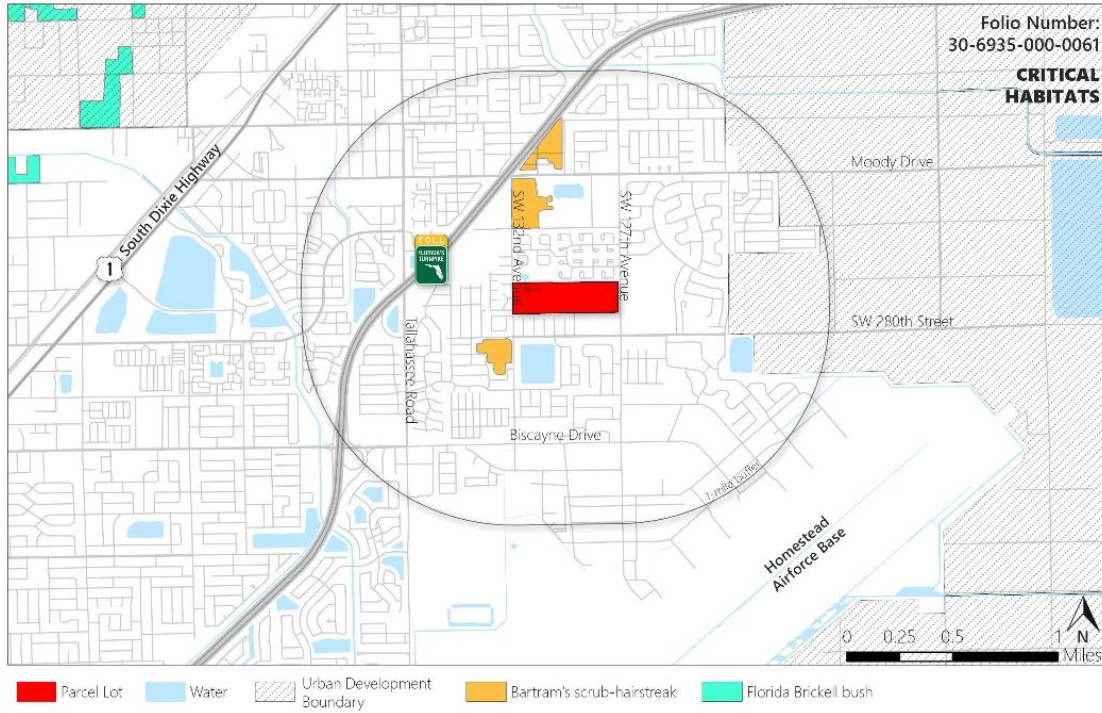 Folio Number:
30-6935-000-0061
CRITICAL
HABITATS
Moody Drive
South Dixie Highway
1
TOLL
FLORIDA'S
TURNPIKE
SW 132nd Avenue
SW 127th Avenue
SW 280th Street
Tallahassee Road
Biscayne Drive
1-mile buffer
Homestead
Airforce Base
N
0 0.25 0.5 1
Miles
Parcel Lot
Water
Urban Development
Boundary
Bartram's scrub-hairstreak
Florida Brickell bush